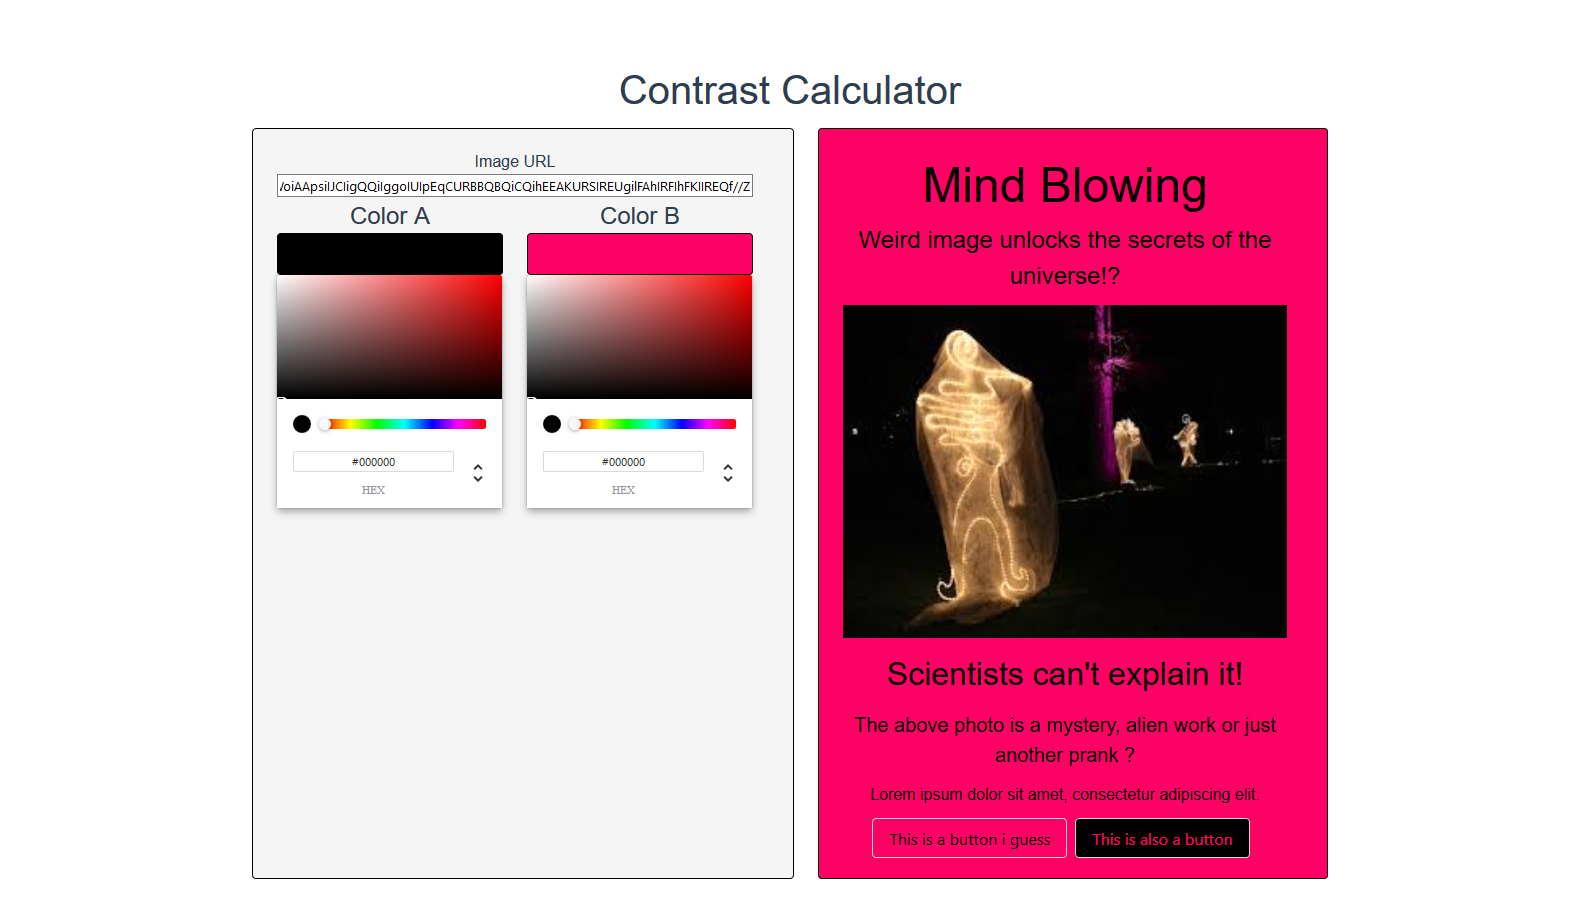 Contrast Calculator
Image URL
Color A
Color B
#000000
HEX
#000000
HEX
Mind Blowing
Weird image unlocks the secrets of the
universe!?
Scientists can't explain it!
The above photo is a mystery, alien work or just
another prank ?
Lorem ipsum dolor sit amet, consectetur adipiscing elit.
This is a button i guess
This is also a button